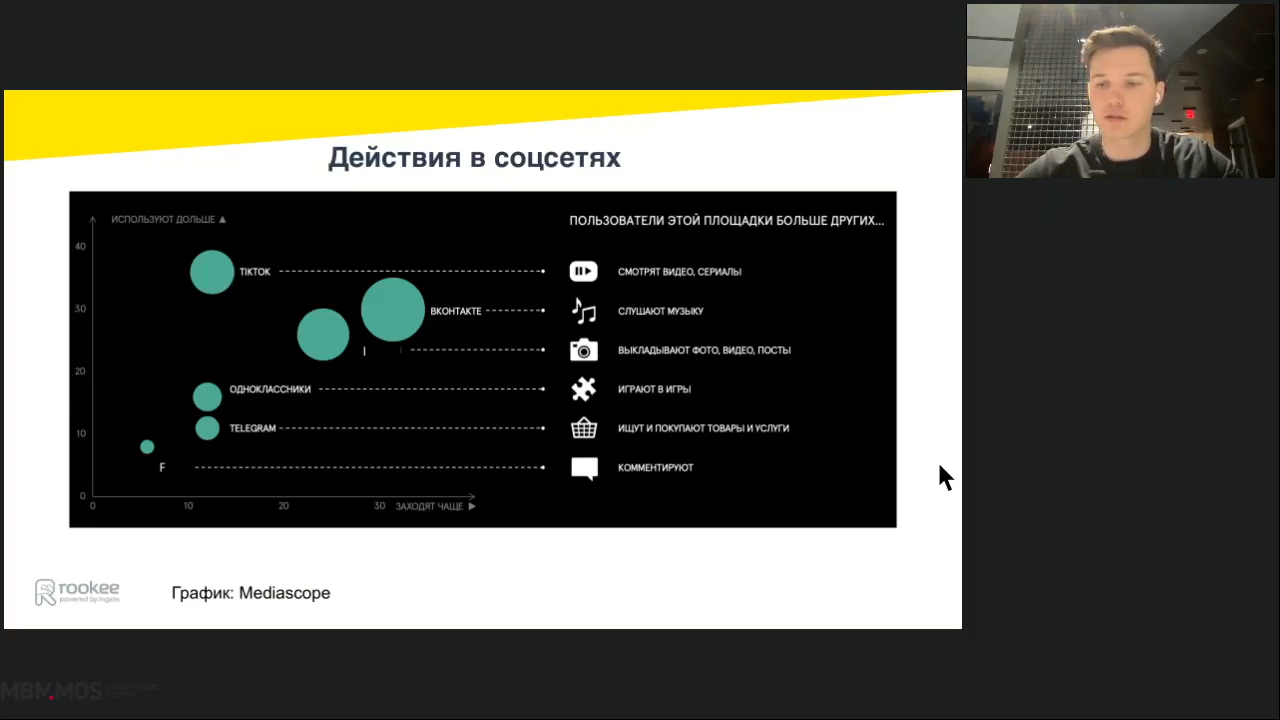 Действия в соцсетях
ИСПОЛЬЗУЮТ ДОЛЬШЕ ▲
ПОЛЬЗОВАТЕЛИ ЭТОЙ ПЛОЩАДКИ БОЛЬШЕ ДРУГИХ...
40
TIKTOK
СМОТРЯТ ВИДЕО, СЕРИАЛЫ
30
ВКОНТАКТЕ
СЛУШАЮТ МУЗЫКУ
I
ВЫКЛАДЫВАЮТ ФОТО, ВИДЕО, ПОСТЫ
20
ОДНОКЛАССНИКИ
ИГРАЮТ В ИГРЫ
10
TELEGRAM
ИЩУТ И ПОКУПАЮТ ТОВАРЫ И УСЛУГИ
F
КОММЕНТИРУЮТ
0
0 10 20 30 ЗАХОДЯТ ЧАЩЕ ▶
rookee
powered by Ingate
График: Mediascope
MBM.MOS